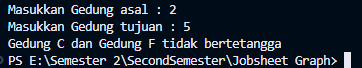 Masukkan Gedung asal : 2
Masukkan Gedung tujuan : 5
Gedung C dan Gedung F tidak bertetangga
PS E:\Semester 2\SecondSemester\Jobsheet Graph>